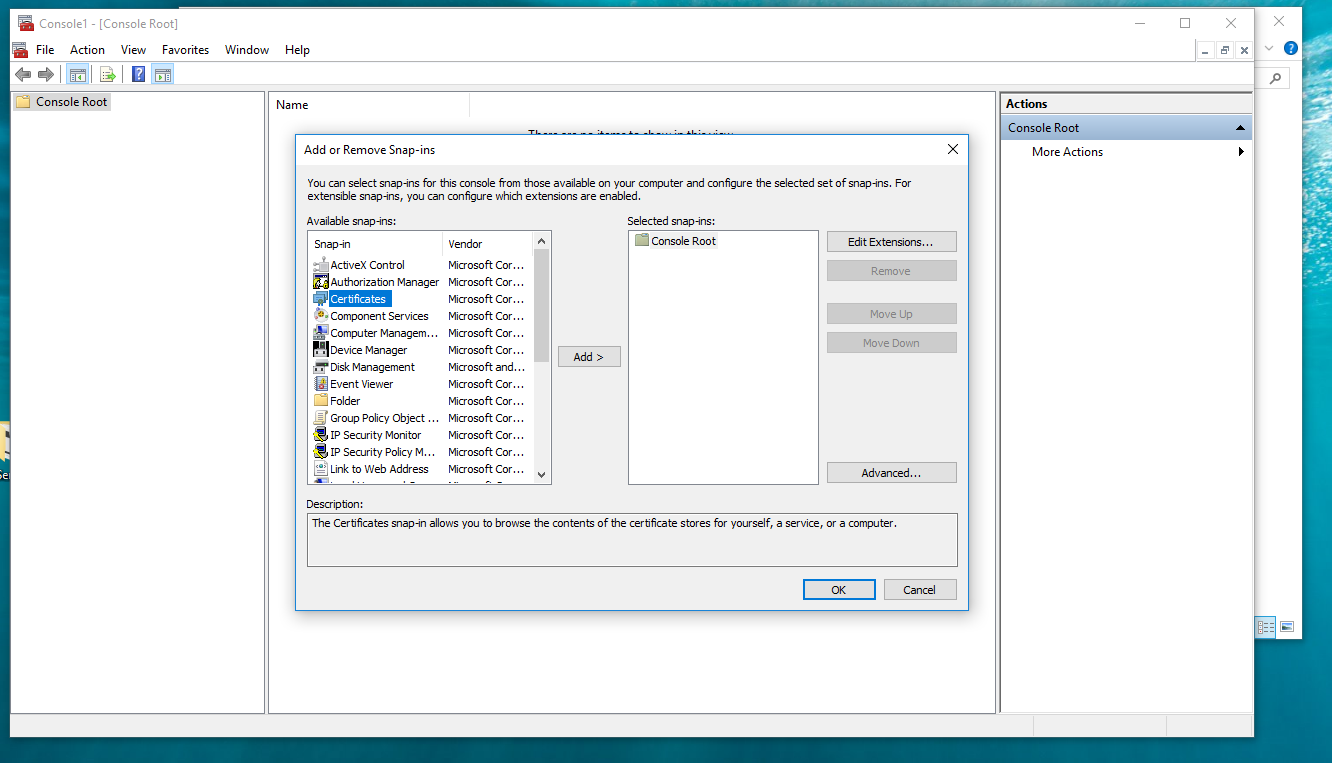 Console1 - [Console Root]
File Action View Favorites Window Help
Console Root
Name
There are no items to show in this view.
Actions
Console Root
More Actions
Add or Remove Snap-ins
You can select snap-ins for this console from those available on your computer and configure the selected set of snap-ins. For
extensible snap-ins, you can configure which extensions are enabled.
Available snap-ins:
Snap-in Vendor
ActiveX Control Microsoft Cor...
Authorization Manager Microsoft Cor...
Certificates Microsoft Cor...
Component Services Microsoft Cor...
Computer Managem... Microsoft Cor...
Device Manager Microsoft Cor...
Disk Management Microsoft and...
Event Viewer Microsoft Cor...
Folder Microsoft Cor...
Group Policy Object ... Microsoft Cor...
IP Security Monitor Microsoft Cor...
IP Security Policy M... Microsoft Cor...
Link to Web Address Microsoft Cor...
Add >
Selected snap-ins:
Console Root
Edit Extensions...
Remove
Move Up
Move Down
Advanced...
Description:
The Certificates snap-in allows you to browse the contents of the certificate stores for yourself, a service, or a computer.
OK
Cancel